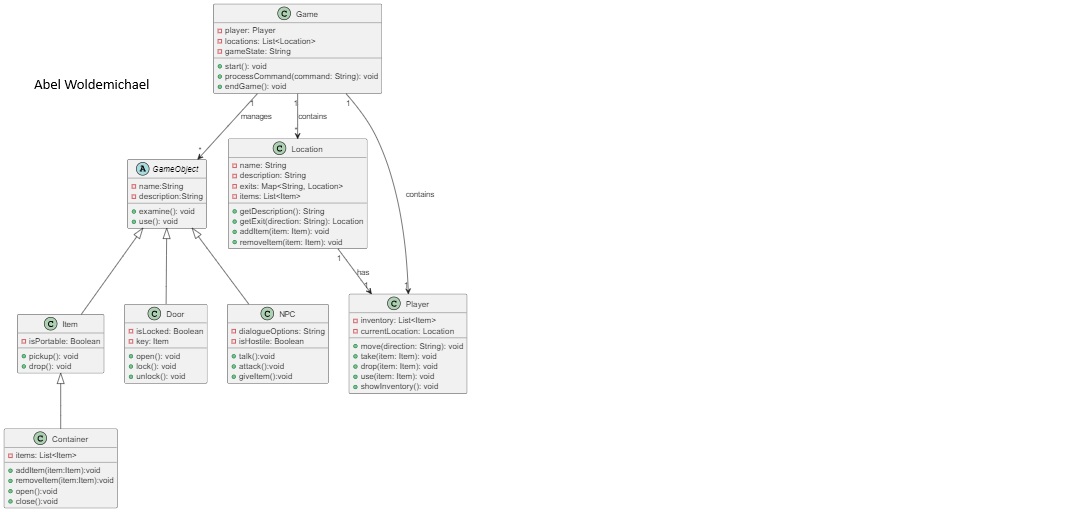 C Game
player: Player
locations: List<Location>
gameState: String
start(): void
processCommand(command: String): void
endGame(): void
Abel Woldemichael
1
1
1
manages
contains
*
C Location
name: String
description: String
exits: Map<String, Location>
items: List<Item>
getDescription(): String
getExit(direction: String): Location
addItem(item: Item): void
removeItem(item: Item): void
A GameObject
name:String
description:String
examine(): void
use(): void
contains
1
has
1
1
C Item
isPortable: Boolean
pickup(): void
drop(): void
C Door
isLocked: Boolean
key: Item
open(): void
lock(): void
unlock(): void
C NPC
dialogueOptions: String
isHostile: Boolean
talk():void
attack():void
giveItem():void
C Player
inventory: List<Item>
currentLocation: Location
move(direction: String): void
take(item: Item): void
drop(item: Item): void
use(item: Item): void
showInventory(): void
C Container
items: List<Item>
addItem(item:Item):void
removeItem(item:Item):void
open():void
close():void